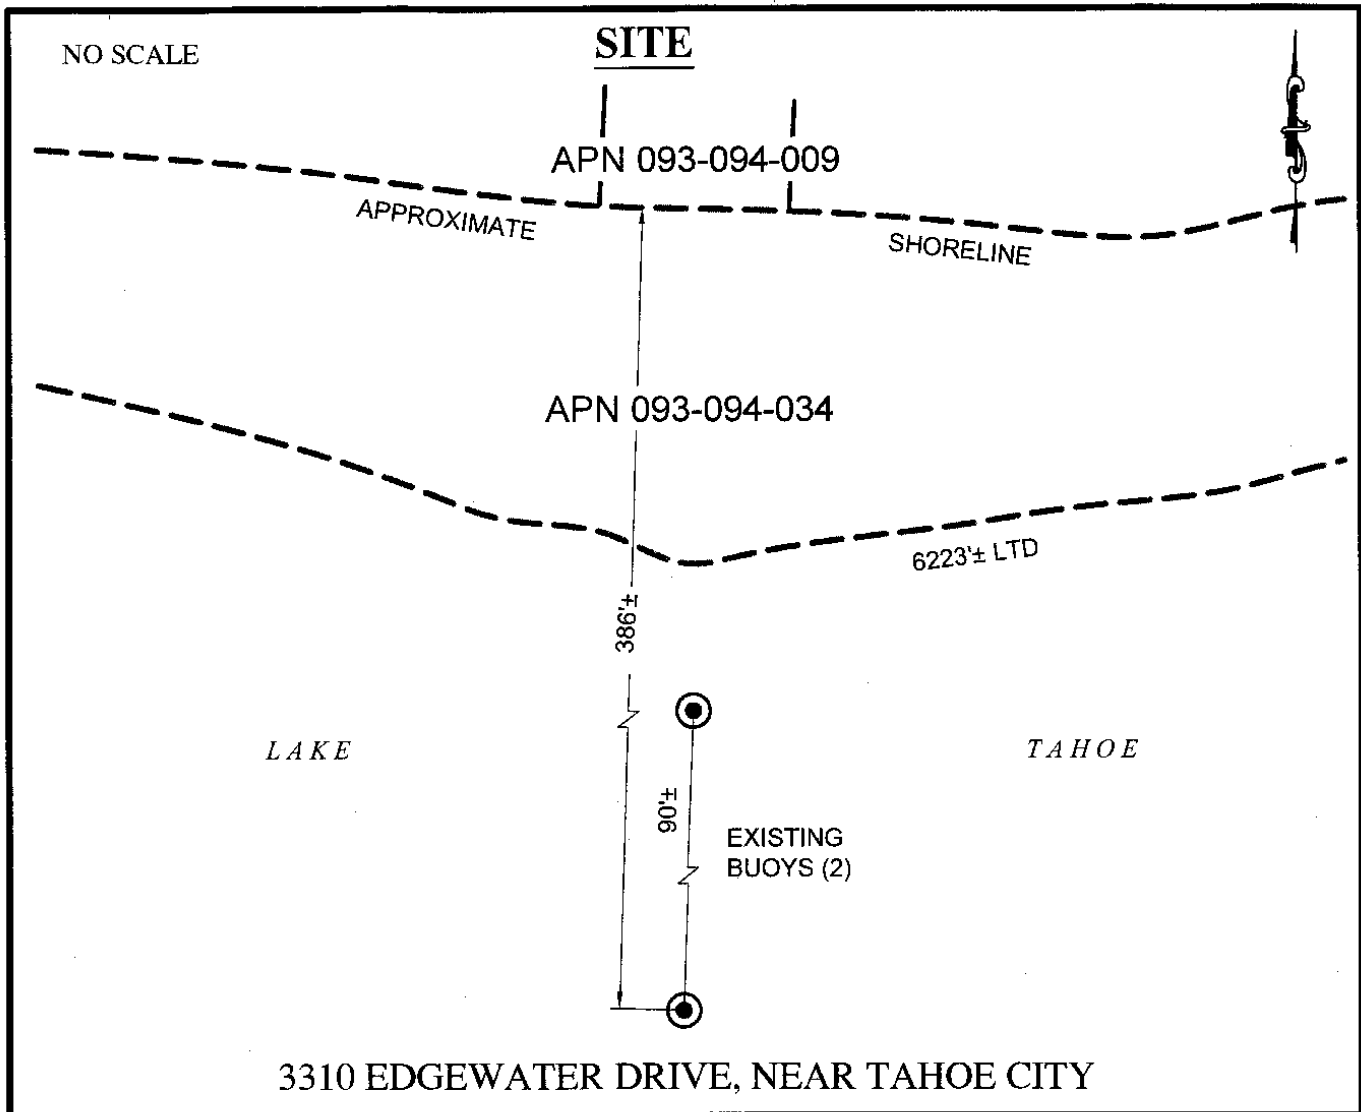 NO SCALE
SITE
APN 093-094-009
APPROXIMATE
SHORELINE
APN 093-094-034
6223'± LTD
386'±
LAKE
TAHOE
90'±
EXISTING
BUOYS (2)
3310 EDGEWATER DRIVE, NEAR TAHOE CITY